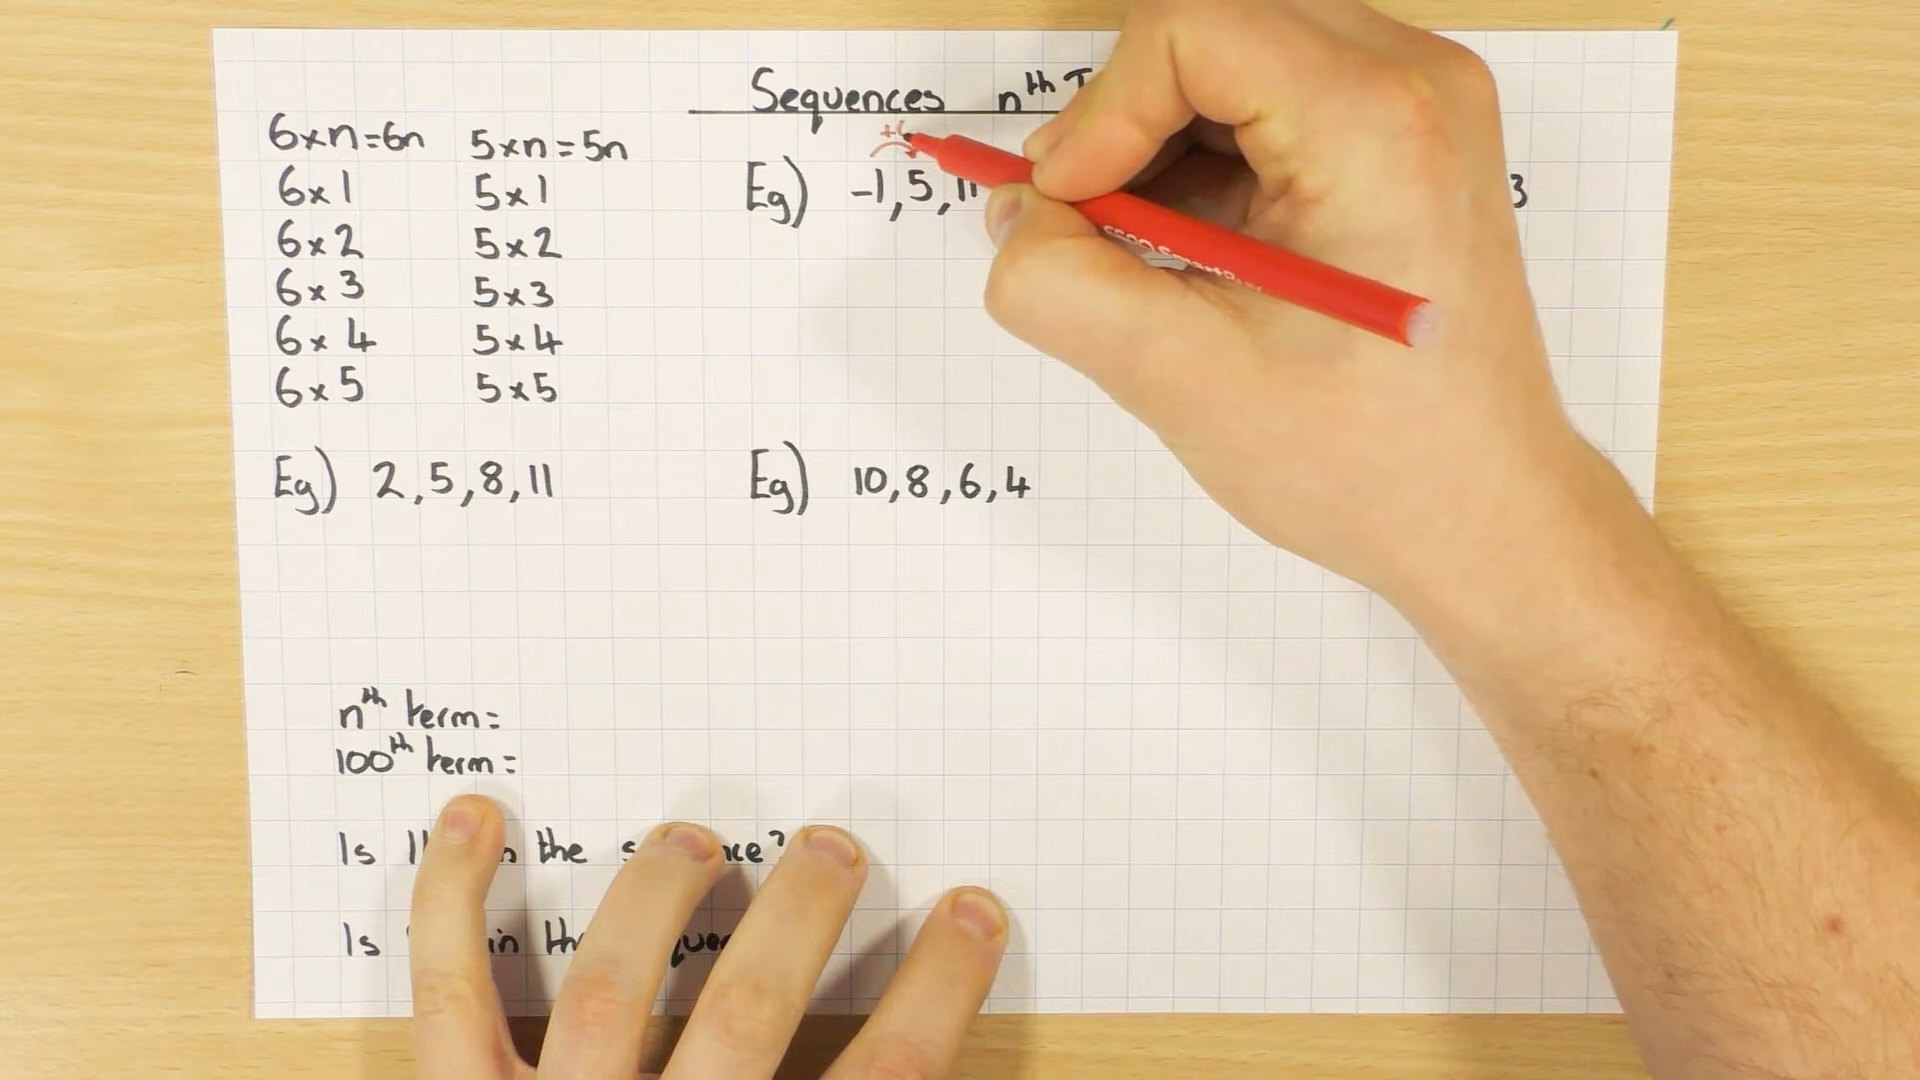 Sequences nth
6×n=6n 5×n=5n
6×1 5×1
6×2 5×2
6×3 5×3
6×4 5×4
6×5 5×5
Eg) -1,5,11
3
Eg) 2,5,8,11
Eg) 10,8,6,4
nth term=
100th term=
Is the
Is in